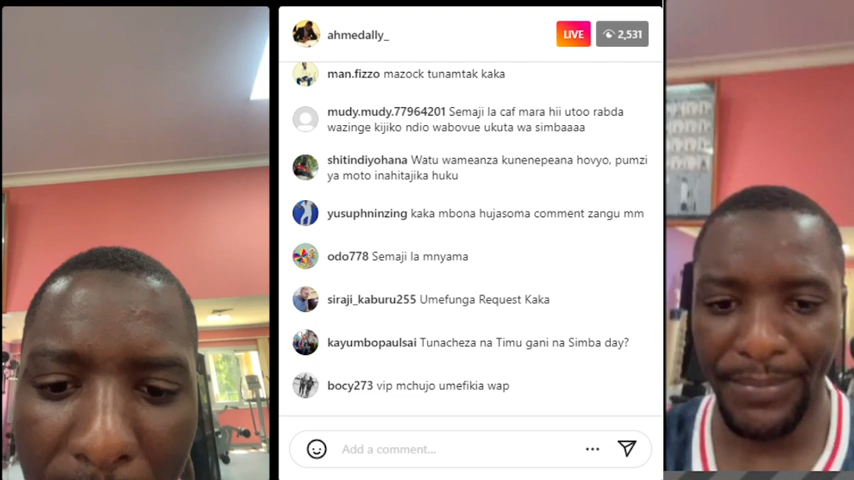 ahmedally_
LIVE
2,531
man.fizzo mazock tunamtak kaka
mudy.mudy.77964201 Semaji la caf mara hii utoo rabda
wazinge kijiko ndio wabovue ukuta wa simbaaaa
shitindiyohana Watu wameanza kunenepeana hovyo, pumzi
ya moto inahitajika huku
yusuphninzing kaka mbona hujasoma comment zangu mm
odo778 Semaji la mnyama
siraji_kaburu255 Umefunga Request Kaka
kayumbopaulsai Tunacheza na Timu gani na Simba day?
bocy273 vip mchujo umefikia wap
Add a comment...